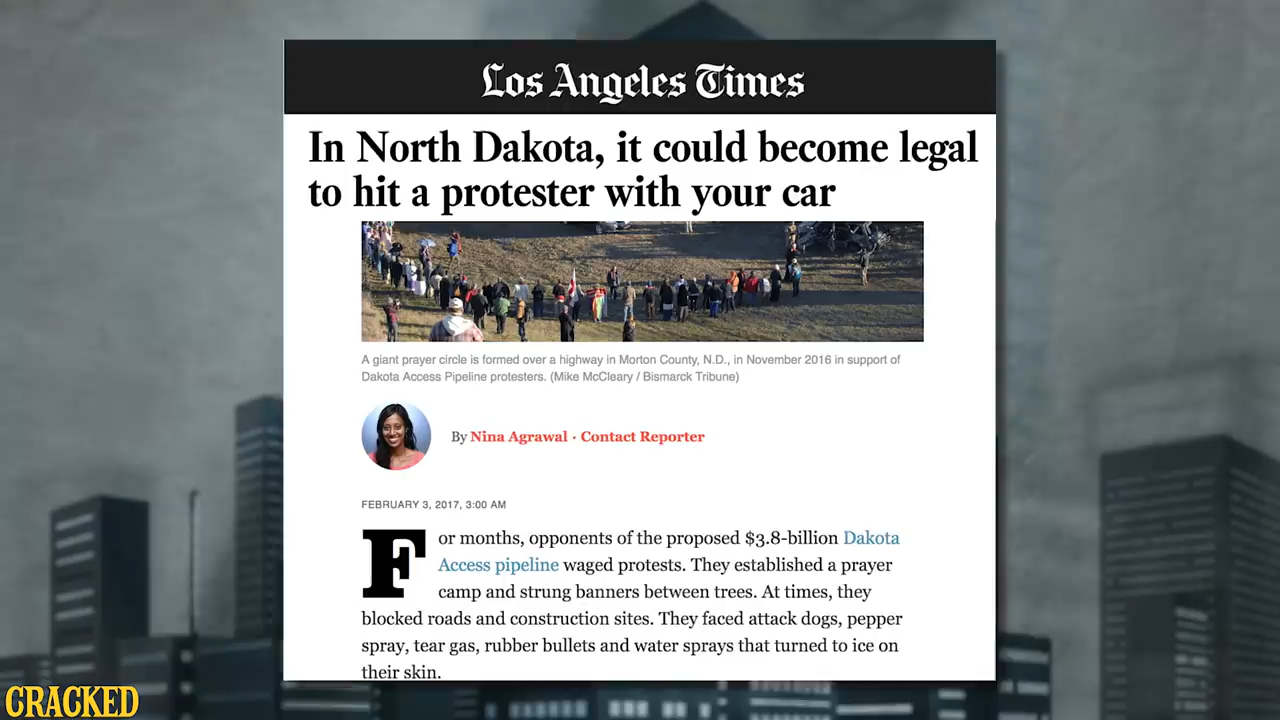 Los Angeles Times
In North Dakota, it could become legal
to hit a protester with your car
A giant prayer circle is formed over a highway in Morton County, N.D., in November 2016 in support of
Dakota Access Pipeline protesters. (Mike McCleary / Bismarck Tribune)
By Nina Agrawal · Contact Reporter
FEBRUARY 3, 2017, 3:00 AM
For months, opponents of the proposed $3.8-billion Dakota
Access pipeline waged protests. They established a prayer
camp and strung banners between trees. At times, they
blocked roads and construction sites. They faced attack dogs, pepper
spray, tear gas, rubber bullets and water sprays that turned to ice on
their skin.
CRACKED